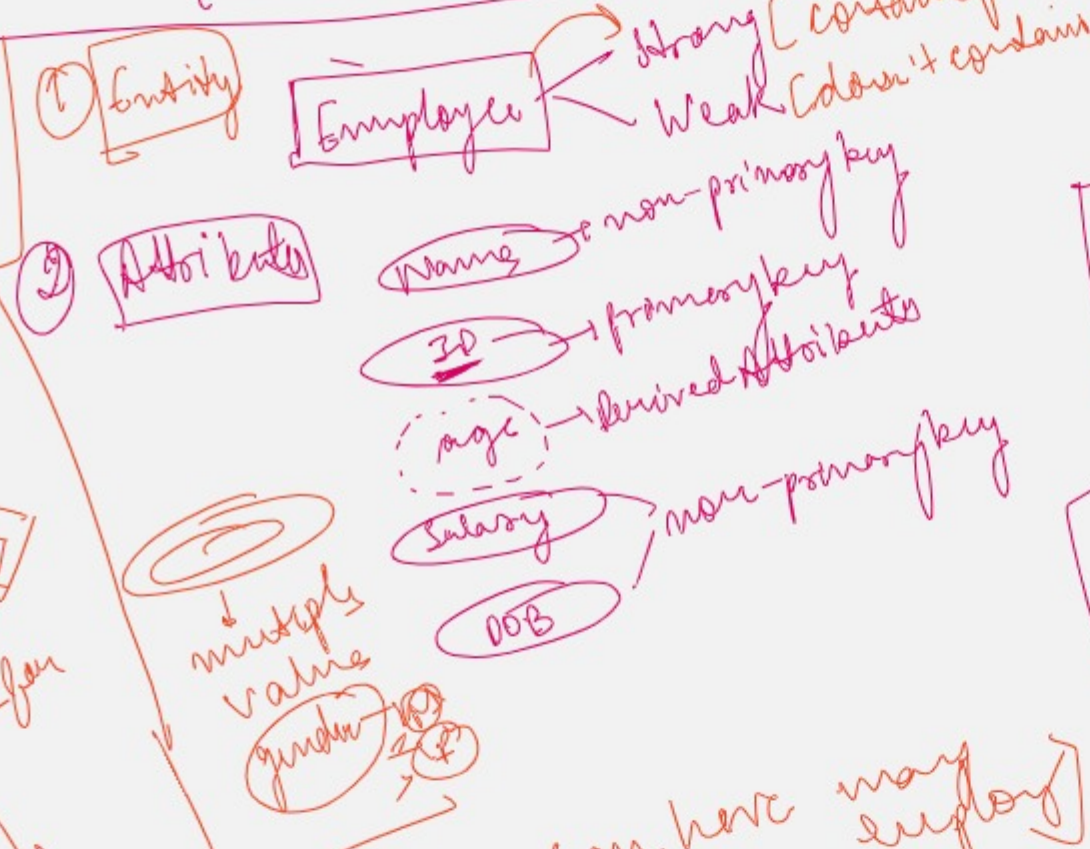 ① Entity
Employee
Strong [
Weak [doesn't contain
② Attributes
Name → non-primary key
ID → primary key
age → Derived Attributes
Salary
non-primary key
DOB
multiple
value
gender
M
F
for
have many
employ]